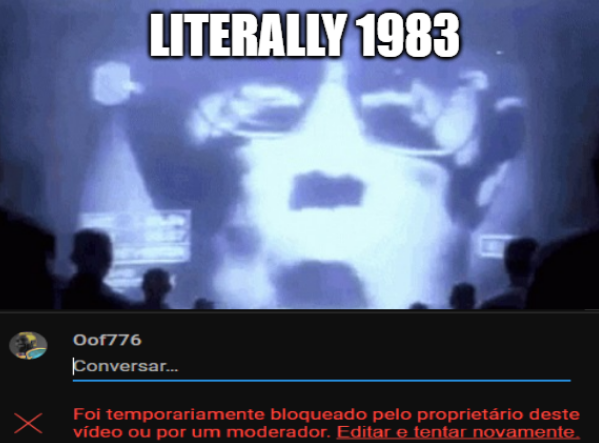 LITERALLY 1983
Oof776
Conversar...
Foi temporariamente bloqueado pelo proprietário deste
vídeo ou por um moderador. Editar e tentar novamente.